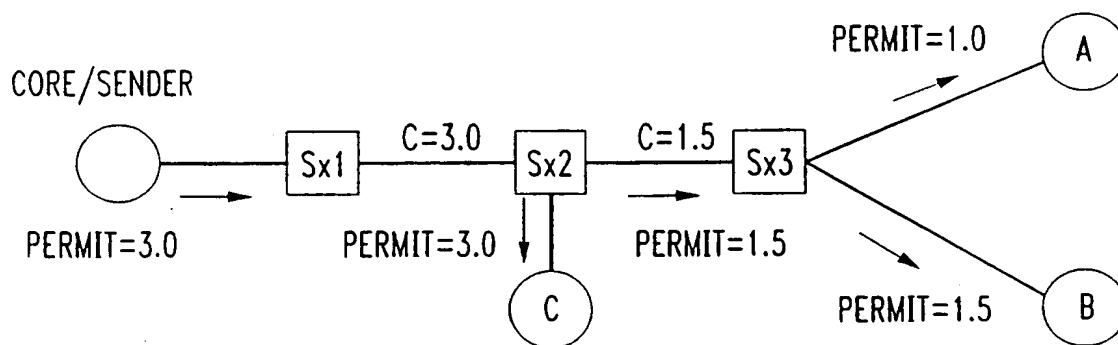 PERMIT=1.0
A
CORE/SENDER
C=3.0
C=1.5
Sx1
Sx2
Sx3
PERMIT=3.0
PERMIT=3.0
PERMIT=1.5
C
PERMIT=1.5
B